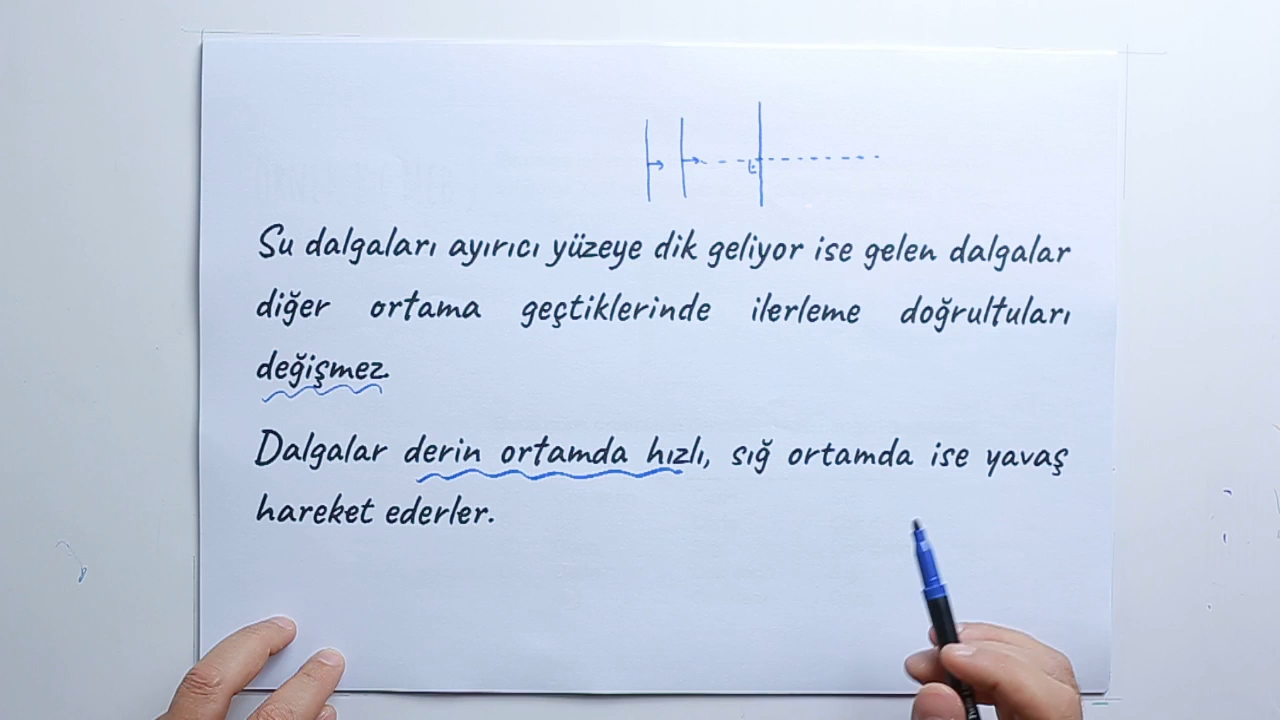 Su dalgaları ayırıcı yüzeye dik geliyor ise gelen dalgalar
diğer ortama geçtiklerinde ilerleme doğrultuları
değişmez.
Dalgalar derin ortamda hızlı, sığ ortamda ise yavaş
hareket ederler.